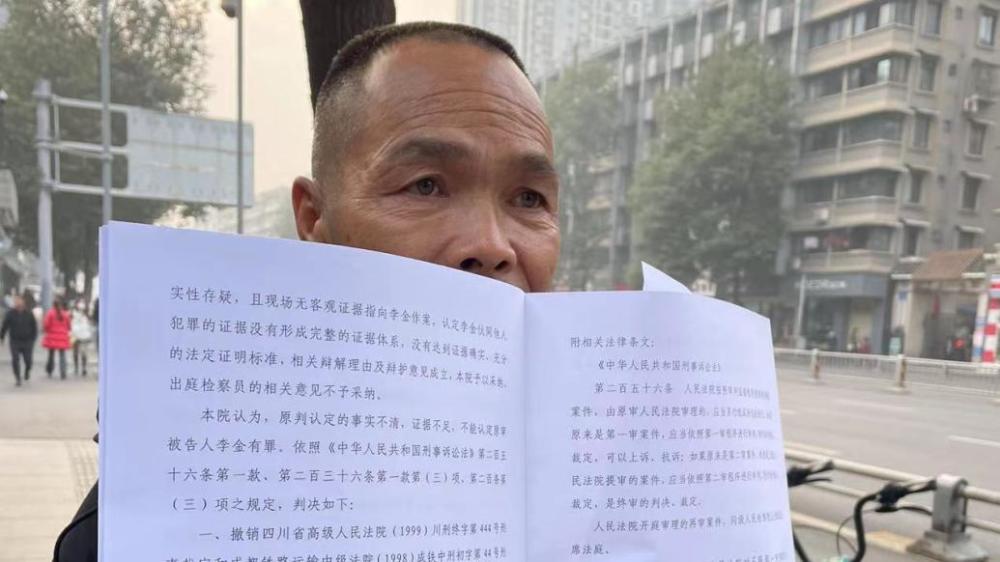 实性存疑，且现场无客观证据指向李金作案，认定李金伙同他人
犯罪的证据没有形成完整的证据体系，没有达到证据确实、充分
的法定证明标准，相关辩解理由及辩护意见成立，本院予以采纳。
出庭检察员的相关意见不予采纳。
本院认为，原判认定的事实不清，证据不足，不能认定原审
被告人李金有罪。依照《中华人民共和国刑事诉讼法》第二百五
十六条第一款、第二百三十六条第一款第（三）项、第二百条第
（三）项之规定，判决如下：
一、撤销四川省高级人民法院（1999）川刑终字第444号刑
和成都铁路运输中级法院（1998）成铁中刑初字第44号刑
附相关法律条文：
《中华人民共和国刑事诉讼法》
第二百五十六条 人民法院按照审判监督程序重新审判的
案件，由原审人民法院审理的，应当另行组成合议庭进行。如果
原来是第一审案件，应当依照第一审程序进行审判，所作的判决、
裁定，可以上诉、抗诉；如果原来是第二审案件，或者是上级人
民法院提审的案件，应当依照第二审程序进行审判，所作的判决、
裁定，是终审的判决、裁定。
人民法院开庭审理的再审案件，同级人民检察院应当派员出
席法庭。